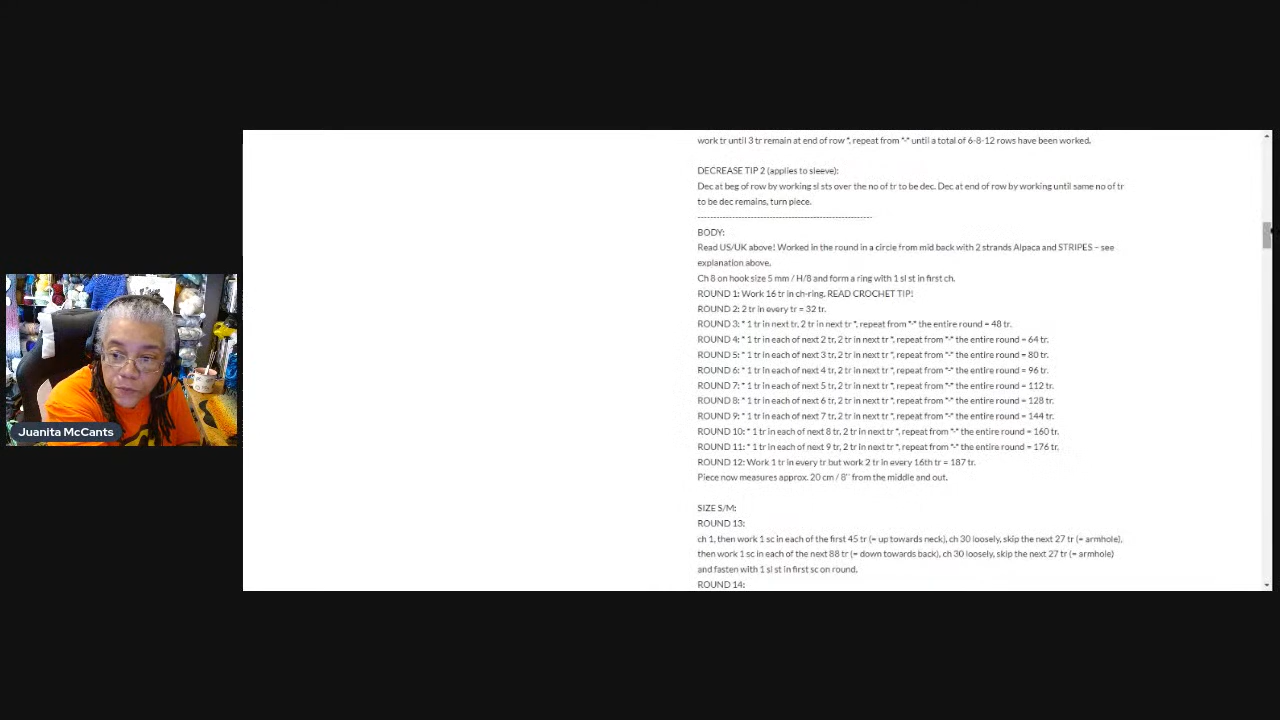 work tr until 3 tr remain at end of row *, repeat from *-* until a total of 6-8-12 rows have been worked.
DECREASE TIP 2 (applies to sleeve):
Dec at beg of row by working sl sts over the no of tr to be dec. Dec at end of row by working until same no of tr
to be dec remains, turn piece.
--------------------------------------------------------
BODY:
Read US/UK above! Worked in the round in a circle from mid back with 2 strands Alpaca and STRIPES – see
explanation above.
Ch 8 on hook size 5 mm / H/8 and form a ring with 1 sl st in first ch.
ROUND 1: Work 16 tr in ch-ring. READ CROCHET TIP!
ROUND 2: 2 tr in every tr = 32 tr.
ROUND 3: * 1 tr in next tr, 2 tr in next tr *, repeat from *-* the entire round = 48 tr.
ROUND 4: * 1 tr in each of next 2 tr, 2 tr in next tr *, repeat from *-* the entire round = 64 tr.
ROUND 5: * 1 tr in each of next 3 tr, 2 tr in next tr *, repeat from *-* the entire round = 80 tr.
ROUND 6: * 1 tr in each of next 4 tr, 2 tr in next tr *, repeat from *-* the entire round = 96 tr.
ROUND 7: * 1 tr in each of next 5 tr, 2 tr in next tr *, repeat from *-* the entire round = 112 tr.
ROUND 8: * 1 tr in each of next 6 tr, 2 tr in next tr *, repeat from *-* the entire round = 128 tr.
ROUND 9: * 1 tr in each of next 7 tr, 2 tr in next tr *, repeat from *-* the entire round = 144 tr.
ROUND 10: * 1 tr in each of next 8 tr, 2 tr in next tr *, repeat from *-* the entire round = 160 tr.
ROUND 11: * 1 tr in each of next 9 tr, 2 tr in next tr *, repeat from *-* the entire round = 176 tr.
ROUND 12: Work 1 tr in every tr but work 2 tr in every 16th tr = 187 tr.
Piece now measures approx. 20 cm / 8'' from the middle and out.
SIZE S/M:
ROUND 13:
ch 1, then work 1 sc in each of the first 45 tr (= up towards neck), ch 30 loosely, skip the next 27 tr (= armhole),
then work 1 sc in each of the next 88 tr (= down towards back), ch 30 loosely, skip the next 27 tr (= armhole)
and fasten with 1 sl st in first sc on round.
ROUND 14:
Juanita McCants